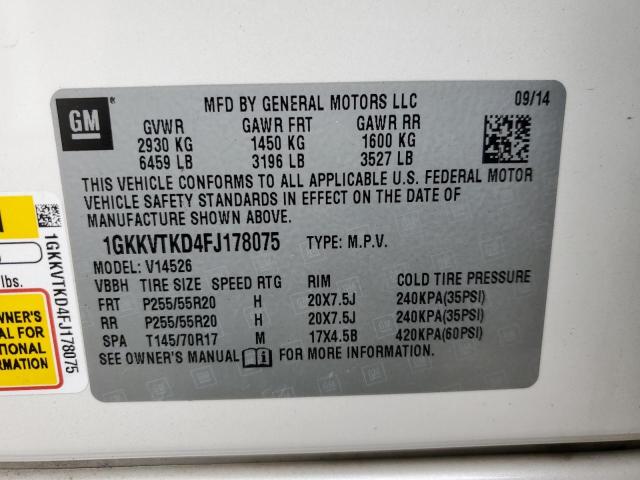 GM
MFD BY GENERAL MOTORS LLC 09/14
GVWR GAWR FRT GAWR RR
2930 KG 1450 KG 1600 KG
6459 LB 3196 LB 3527 LB
THIS VEHICLE CONFORMS TO ALL APPLICABLE U.S. FEDERAL MOTOR
VEHICLE SAFETY STANDARDS IN EFFECT ON THE DATE OF
MANUFACTURE SHOWN ABOVE.
1GKKVTKD4FJ178075 TYPE: M.P.V.
MODEL: V14526
VBBH TIRE SIZE SPEED RTG RIM COLD TIRE PRESSURE
FRT P255/55R20 H 20X7.5J 240KPA(35PSI)
RR P255/55R20 H 20X7.5J 240KPA(35PSI)
SPA T145/70R17 M 17X4.5B 420KPA(60PSI)
SEE OWNER'S MANUAL FOR MORE INFORMATION.
lbs.
WNER'S
AL FOR
TIONAL
MATION
1GKKVTKD4FJ178075